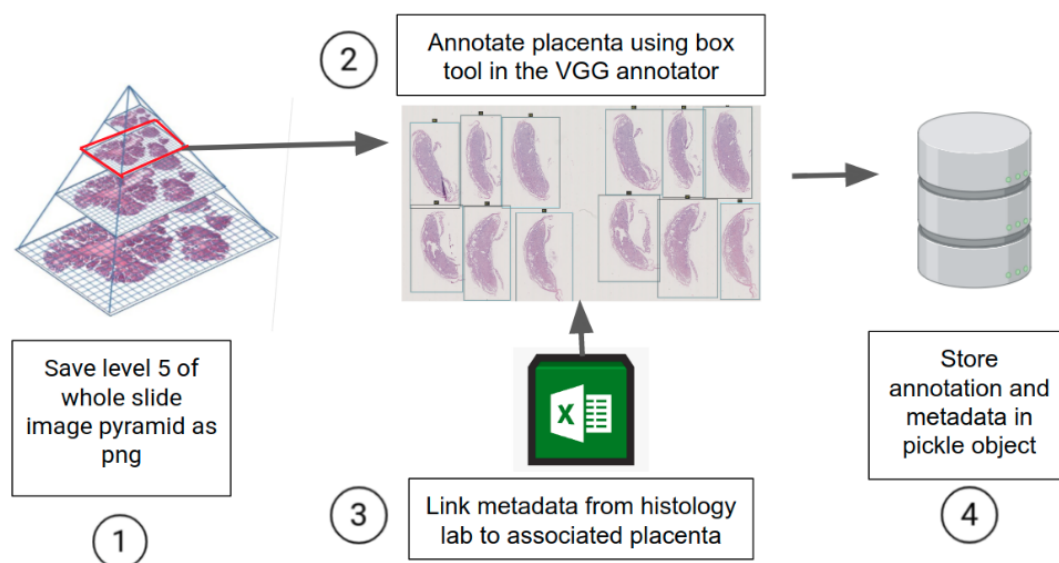 2
Annotate placenta using box
tool in the VGG annotator
Save level 5 of
whole slide
image pyramid as
png
1
X
3
Link metadata from histology
lab to associated placenta
Store
annotation and
metadata in
pickle object
4